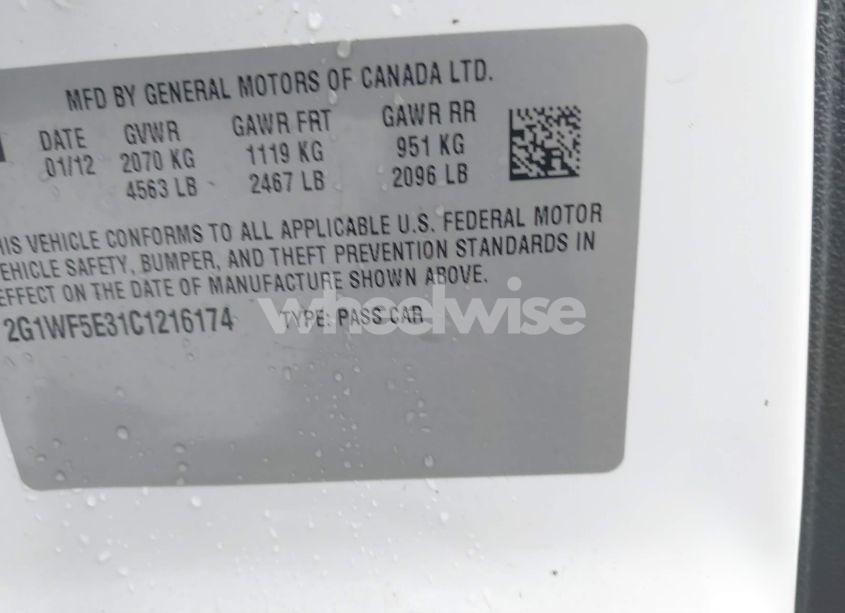 MFD BY GENERAL MOTORS OF CANADA LTD.
DATE GVWR GAWR FRT GAWR RR
01/12 2070 KG 1119 KG 951 KG
4563 LB 2467 LB 2096 LB
HIS VEHICLE CONFORMS TO ALL APPLICABLE U.S. FEDERAL MOTOR
VEHICLE SAFETY, BUMPER, AND THEFT PREVENTION STANDARDS IN
EFFECT ON THE DATE OF MANUFACTURE SHOWN ABOVE.
2G1WF5E31C1216174 TYPE: PASS CAR
wheelwise